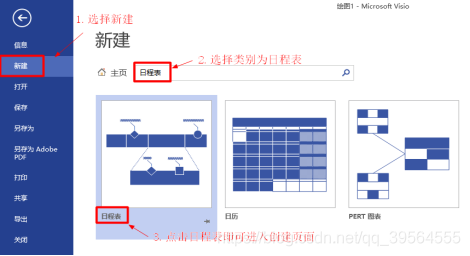 绘图1 - Microsoft Visio
1. 选择新建
新建
信息
新建
打开
保存
另存为
另存为 Adobe
PDF
打印
共享
导出
关闭
主页
日程表
2. 选择类别为日程表
日程表
日历
PERT 图表
3. 点击日程表即可进入创建页面
dn.net/qq_39564555